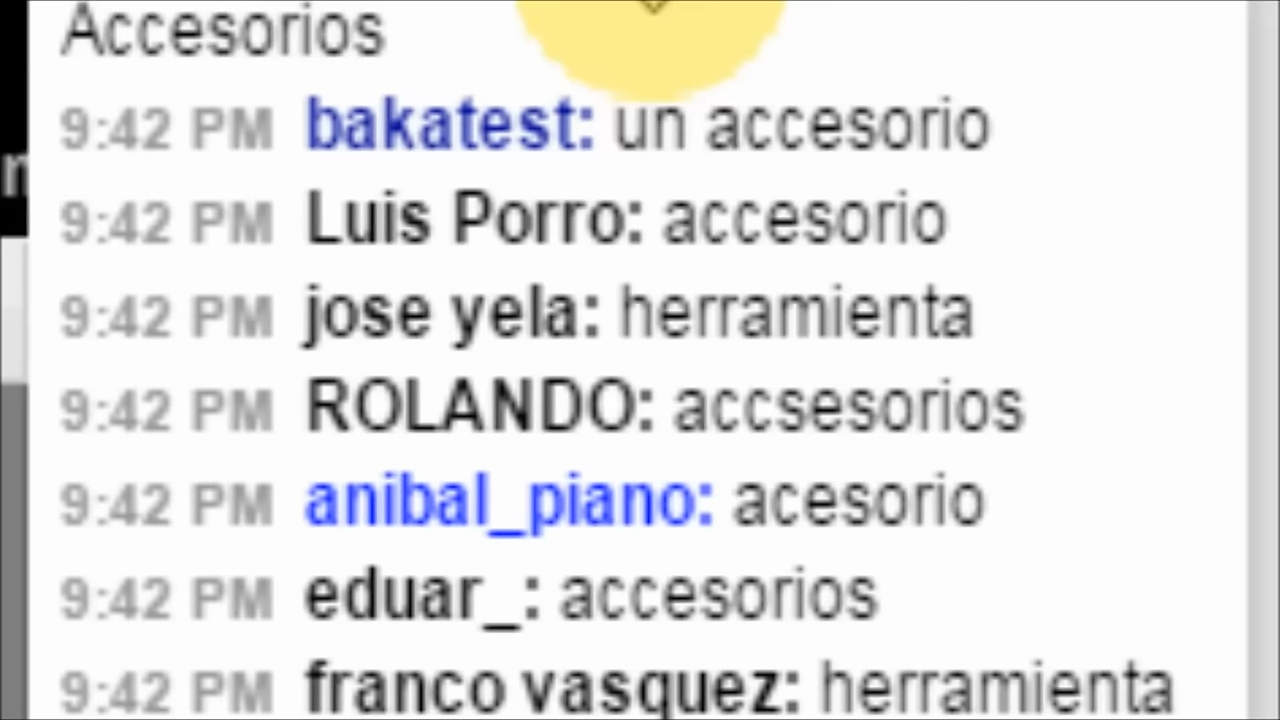 Accesorios
9:42 PM bakatest: un accesorio
9:42 PM Luis Porro: accesorio
9:42 PM jose yela: herramienta
9:42 PM ROLANDO: accsesorios
9:42 PM anibal_piano: acesorio
9:42 PM eduar_: accesorios
9:42 PM franco vasquez: herramienta